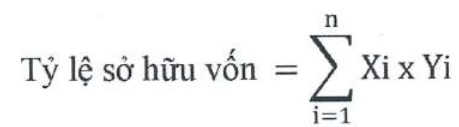 n
Tỷ lệ sở hữu vốn = ∑ Xi x Yi
i=1